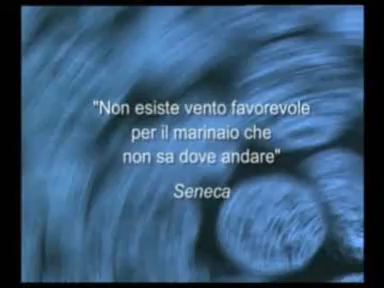 "Non esiste vento favorevole
per il marinaio che
non sa dove andare"
Seneca